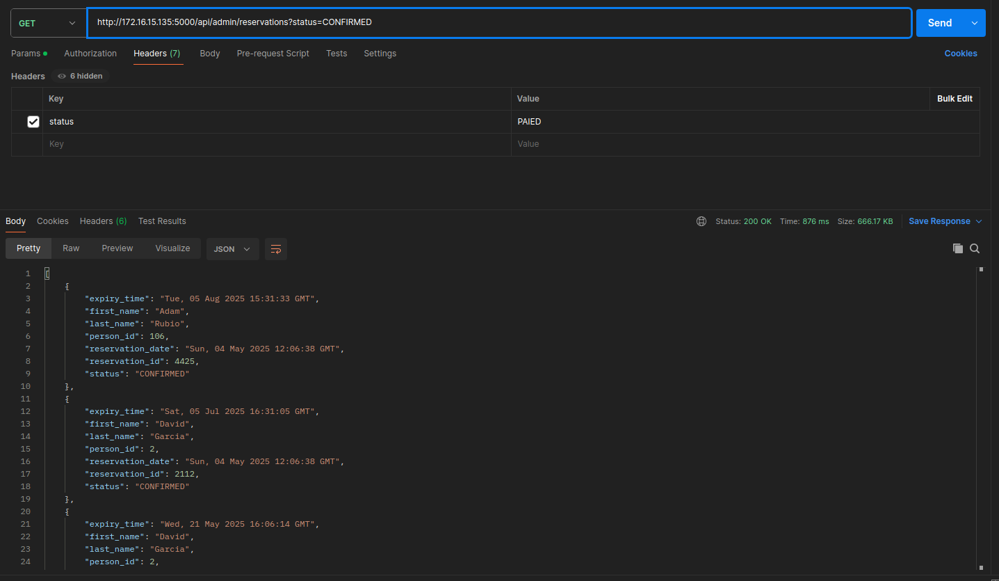 GET http://172.16.15.135:5000/api/admin/reservations?status=CONFIRMED Send
Params Authorization Headers (7) Body Pre-request Script Tests Settings Cookies
Headers 6 hidden
Key Value Bulk Edit
status PAIED
Key Value
Body Cookies Headers (6) Test Results Status: 200 OK Time: 876 ms Size: 666.17 KB Save Response
Pretty Raw Preview Visualize JSON
1 [
2 {
3 "expiry_time": "Tue, 05 Aug 2025 15:31:33 GMT",
4 "first_name": "Adam",
5 "last_name": "Rubio",
6 "person_id": 106,
7 "reservation_date": "Sun, 04 May 2025 12:06:38 GMT",
8 "reservation_id": 4425,
9 "status": "CONFIRMED"
10 },
11 {
12 "expiry_time": "Sat, 05 Jul 2025 16:31:05 GMT",
13 "first_name": "David",
14 "last_name": "Garcia",
15 "person_id": 2,
16 "reservation_date": "Sun, 04 May 2025 12:06:38 GMT",
17 "reservation_id": 2112,
18 "status": "CONFIRMED"
19 },
20 {
21 "expiry_time": "Wed, 21 May 2025 16:06:14 GMT",
22 "first_name": "David",
23 "last_name": "Garcia",
24 "person_id": 2,